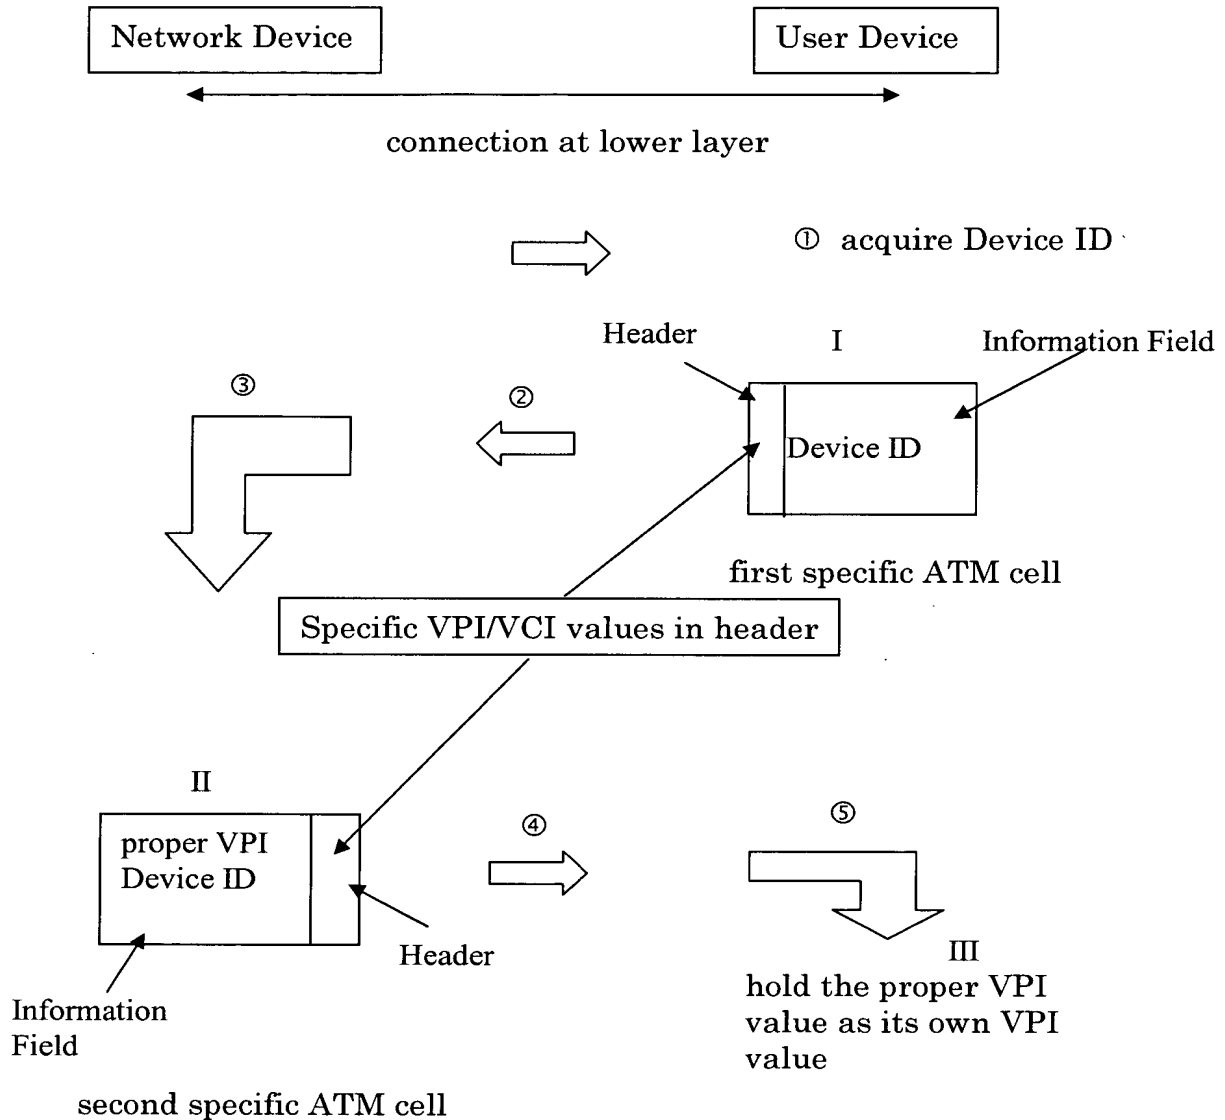 Network Device
User Device
connection at lower layer
① acquire Device ID
Header
I
Information Field
③
②
Device ID
first specific ATM cell
Specific VPI/VCI values in header
II
proper VPI
Device ID
④
⑤
Header
III
hold the proper VPI
value as its own VPI
value
Information
Field
second specific ATM cell